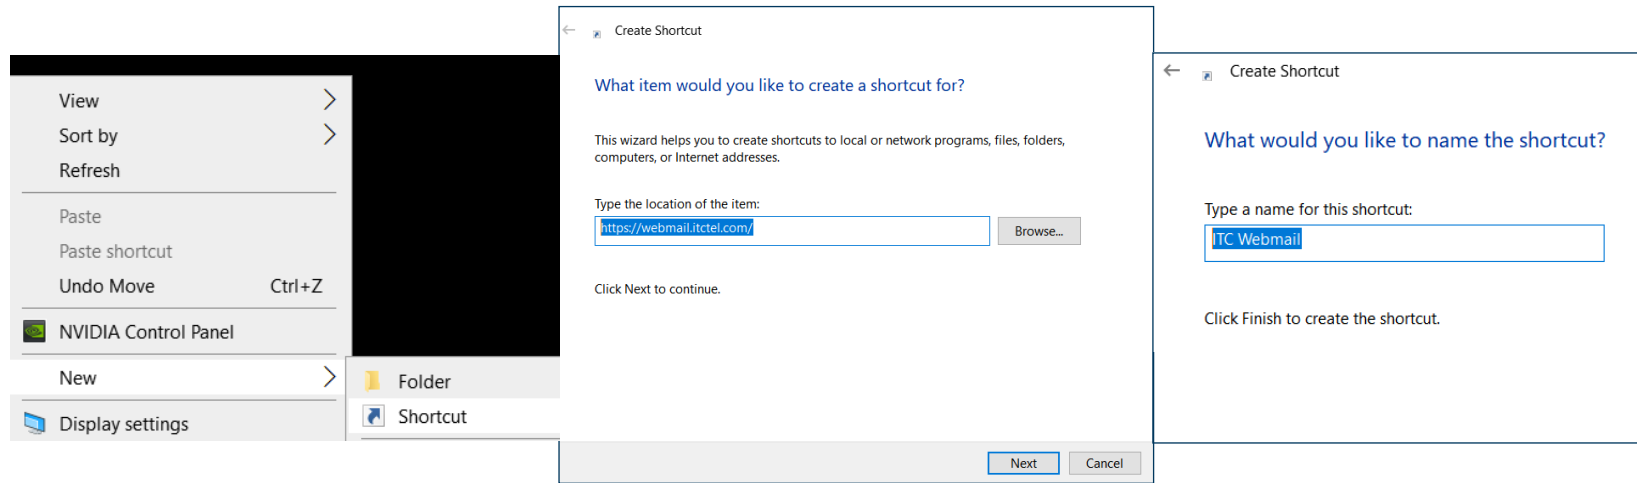 View
Sort by
Refresh
Paste
Paste shortcut
Undo Move Ctrl+Z
NVIDIA Control Panel
New
Display settings
Folder
Shortcut
Create Shortcut
What item would you like to create a shortcut for?
This wizard helps you to create shortcuts to local or network programs, files, folders,
computers, or Internet addresses.
Type the location of the item:
https://webmail.itctel.com/
Browse...
Click Next to continue.
Next
Cancel
Create Shortcut
What would you like to name the shortcut?
Type a name for this shortcut:
ITC Webmail
Click Finish to create the shortcut.